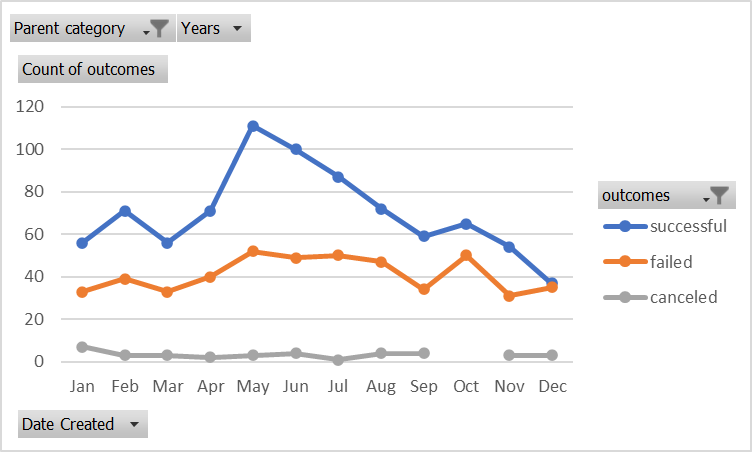 Parent category Years
Count of outcomes
120
100
80
60
40
20
0
Jan Feb Mar Apr May Jun Jul Aug Sep Oct Nov Dec
outcomes
successful
failed
canceled
Date Created